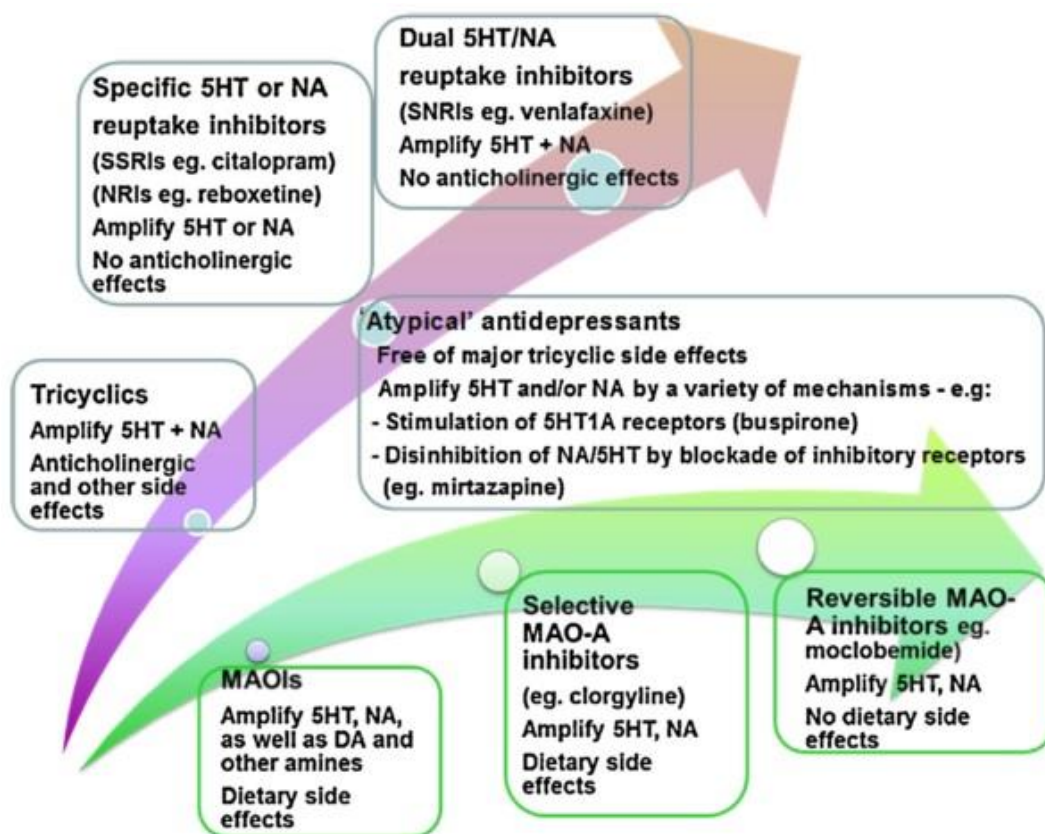 Specific 5HT or NA
reuptake inhibitors
(SSRIs eg. citalopram)
(NRIs eg. reboxetine)
Amplify 5HT or NA
No anticholinergic
effects
Dual 5HT/NA
reuptake inhibitors
(SNRIs eg. venlafaxine)
Amplify 5HT + NA
No anticholinergic effects
Tricyclics
Amplify 5HT + NA
Anticholinergic
and other side
effects
‘Atypical’ antidepressants
Free of major tricyclic side effects
Amplify 5HT and/or NA by a variety of mechanisms - e.g:
- Stimulation of 5HT1A receptors (buspirone)
- Disinhibition of NA/5HT by blockade of inhibitory receptors
(eg. mirtazapine)
MAOIs
Amplify 5HT, NA,
as well as DA and
other amines
Dietary side
effects
Selective
MAO-A
inhibitors
(eg. clorgyline)
Amplify 5HT, NA
Dietary side
effects
Reversible MAO-
A inhibitors eg.
moclobemide)
Amplify 5HT, NA
No dietary side
effects